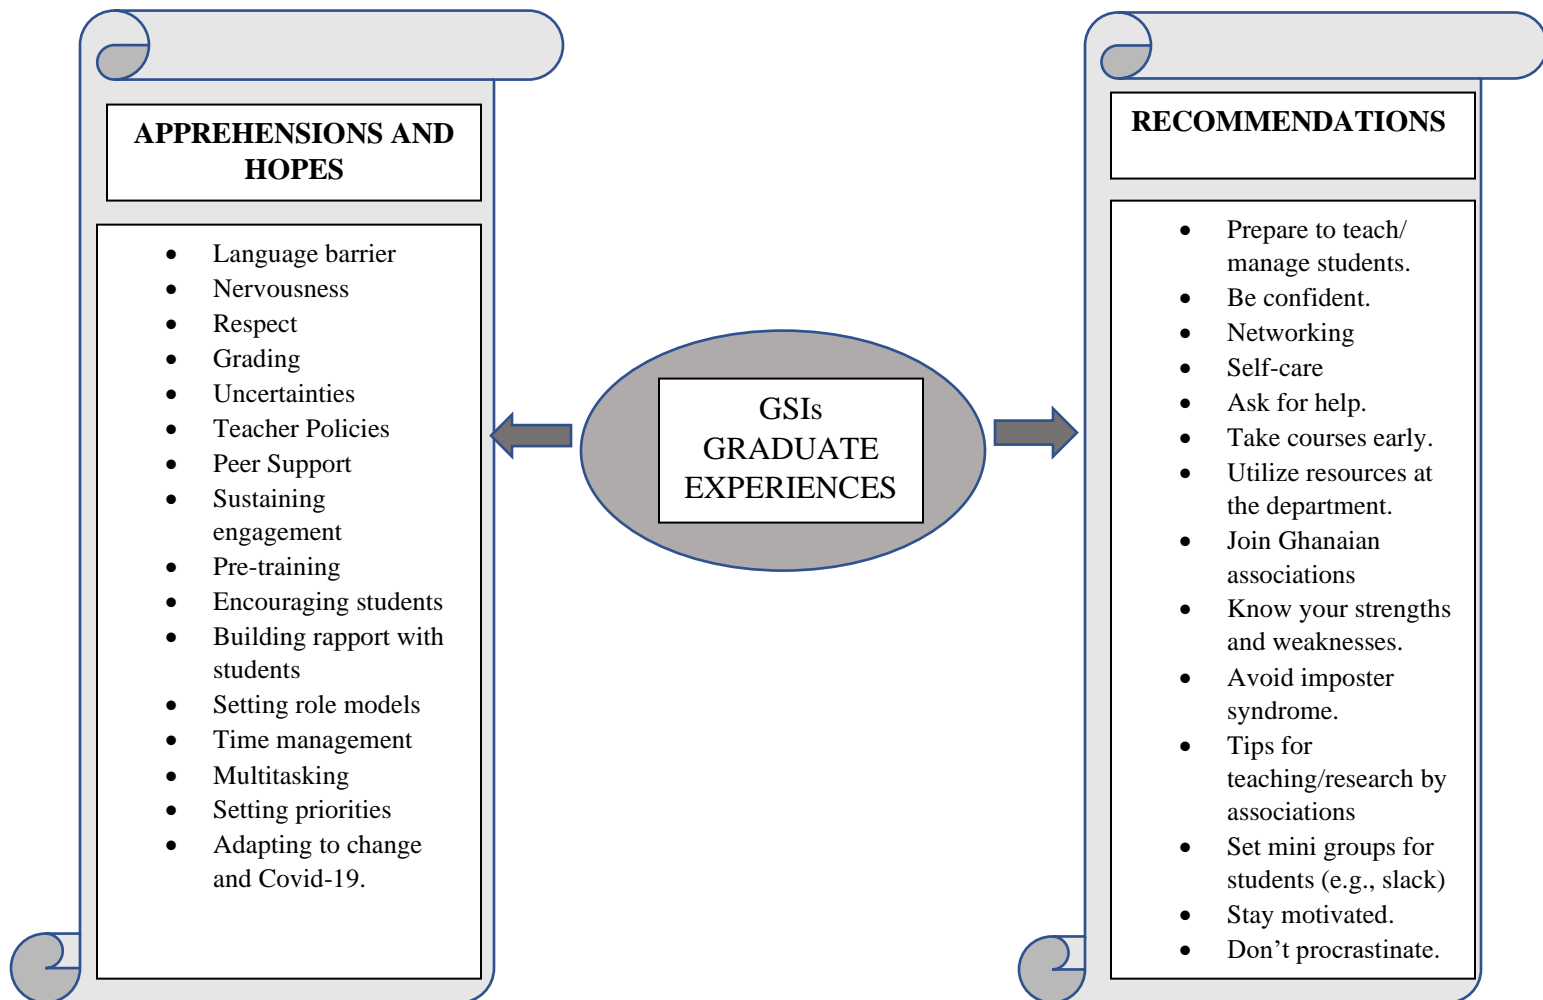 APPREHENSIONS AND
HOPES
• Language barrier
• Nervousness
• Respect
• Grading
• Uncertainties
• Teacher Policies
• Peer Support
• Sustaining
engagement
• Pre-training
• Encouraging students
• Building rapport with
students
• Setting role models
• Time management
• Multitasking
• Setting priorities
• Adapting to change
and Covid-19.
GSIs
GRADUATE
EXPERIENCES
RECOMMENDATIONS
• Prepare to teach/
manage students.
• Be confident.
• Networking
• Self-care
• Ask for help.
• Take courses early.
• Utilize resources at
the department.
• Join Ghanaian
associations
• Know your strengths
and weaknesses.
• Avoid imposter
syndrome.
• Tips for
teaching/research by
associations
• Set mini groups for
students (e.g., slack)
• Stay motivated.
• Don’t procrastinate.